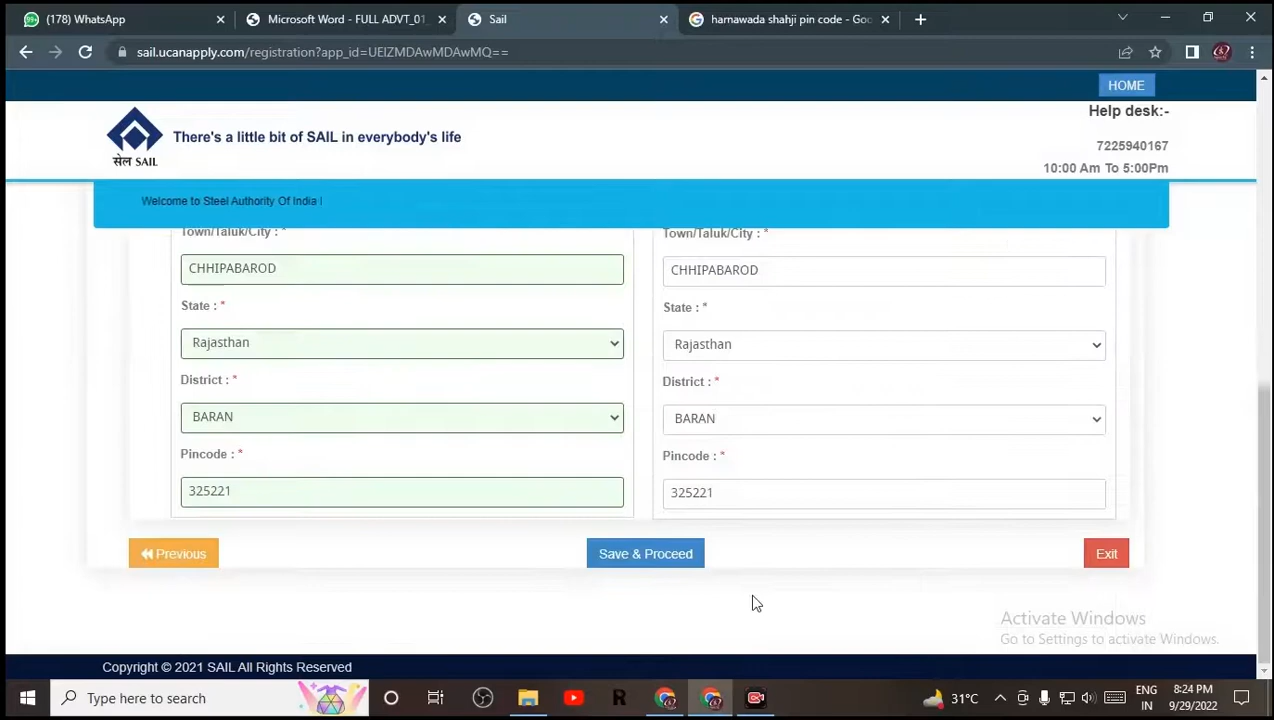 (178) WhatsApp
Microsoft Word - FULL ADVT_01_
Sail
harnawada shahji pin code - Goo
sail.ucanapply.com/registration?app_id=UEIZMDAwMDAwMQ==
HOME
Help desk:-
There's a little bit of SAIL in everybody's life
7225940167
सेल SAIL
10:00 Am To 5:00Pm
Welcome to Steel Authority Of India !
Town/Taluk/City : *
Town/Taluk/City : *
CHHIPABAROD
CHHIPABAROD
State : *
State : *
Rajasthan
Rajasthan
District : *
District : *
BARAN
BARAN
Pincode : *
Pincode : *
325221
325221
Previous
Save & Proceed
Exit
Activate Windows
Go to Settings to activate Windows.
Copyright © 2021 SAIL All Rights Reserved
Type here to search
31°C
ENG
IN
8:24 PM
9/29/2022